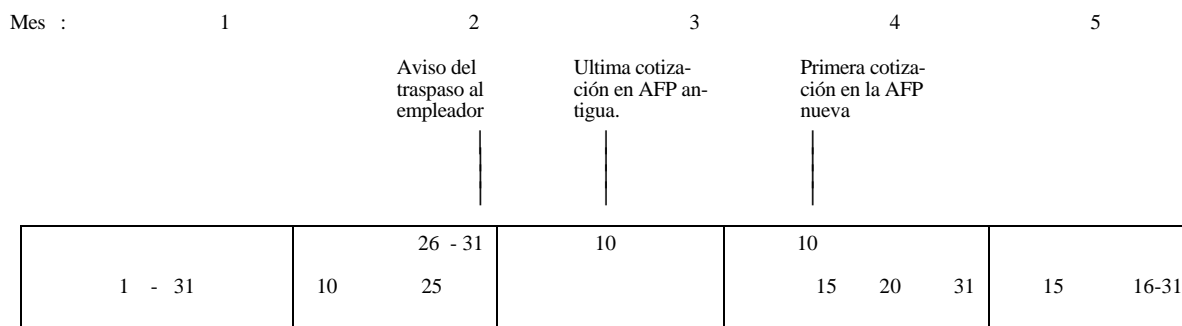 Mes : 1 2 3 4 5
Aviso del Ultima cotiza- Primera cotiza-
traspaso al ción en AFP an- ción en la AFP
empleador tigua. nueva
26 - 31 10 10
1 - 31 10 25 15 20 31 15 16-31